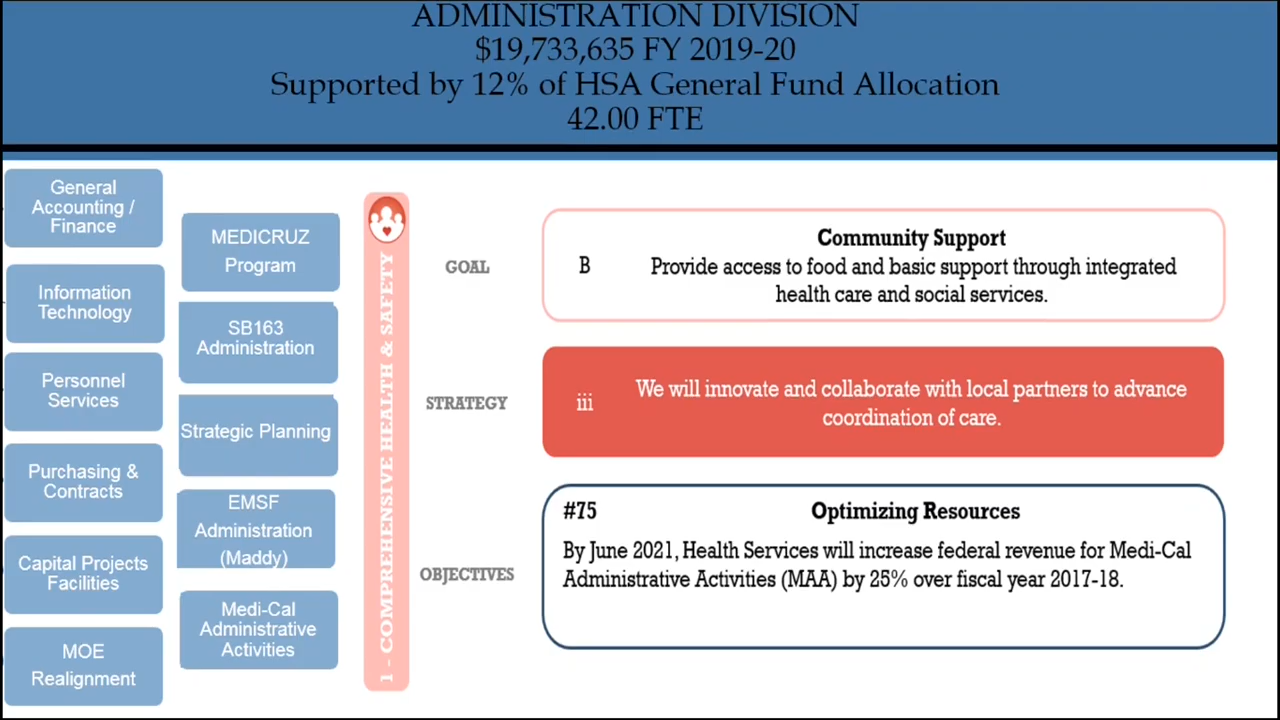 ADMINISTRATION DIVISION
$19,733,635 FY 2019-20
Supported by 12% of HSA General Fund Allocation
42.00 FTE
General
Accounting /
Finance
Information
Technology
Personnel
Services
Purchasing &
Contracts
Capital Projects
Facilities
MOE
Realignment
MEDICRUZ
Program
SB163
Administration
Strategic Planning
EMSF
Administration
(Maddy)
Medi-Cal
Administrative
Activities
1 - COMPREHENSIVE HEALTH & SAFETY
GOAL
B
Community Support
Provide access to food and basic support through integrated
health care and social services.
STRATEGY
iii
We will innovate and collaborate with local partners to advance
coordination of care.
OBJECTIVES
#75 Optimizing Resources
By June 2021, Health Services will increase federal revenue for Medi-Cal
Administrative Activities (MAA) by 25% over fiscal year 2017-18.